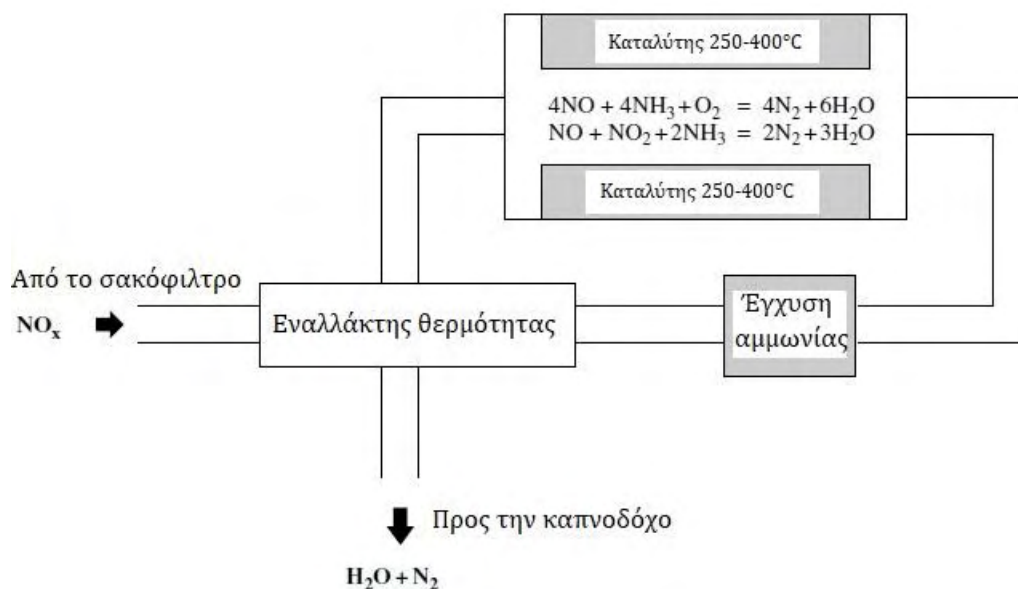 Καταλύτης 250-400°C
4NO + 4NH₃ + O₂ = 4N₂ + 6H₂O
NO + NO₂ + 2NH₃ = 2N₂ + 3H₂O
Καταλύτης 250-400°C
Από το σακόφιλτρο
NOₓ
Εναλλάκτης θερμότητας
Έγχυση
αμμωνίας
Προς την καπνοδόχο
H₂O + N₂